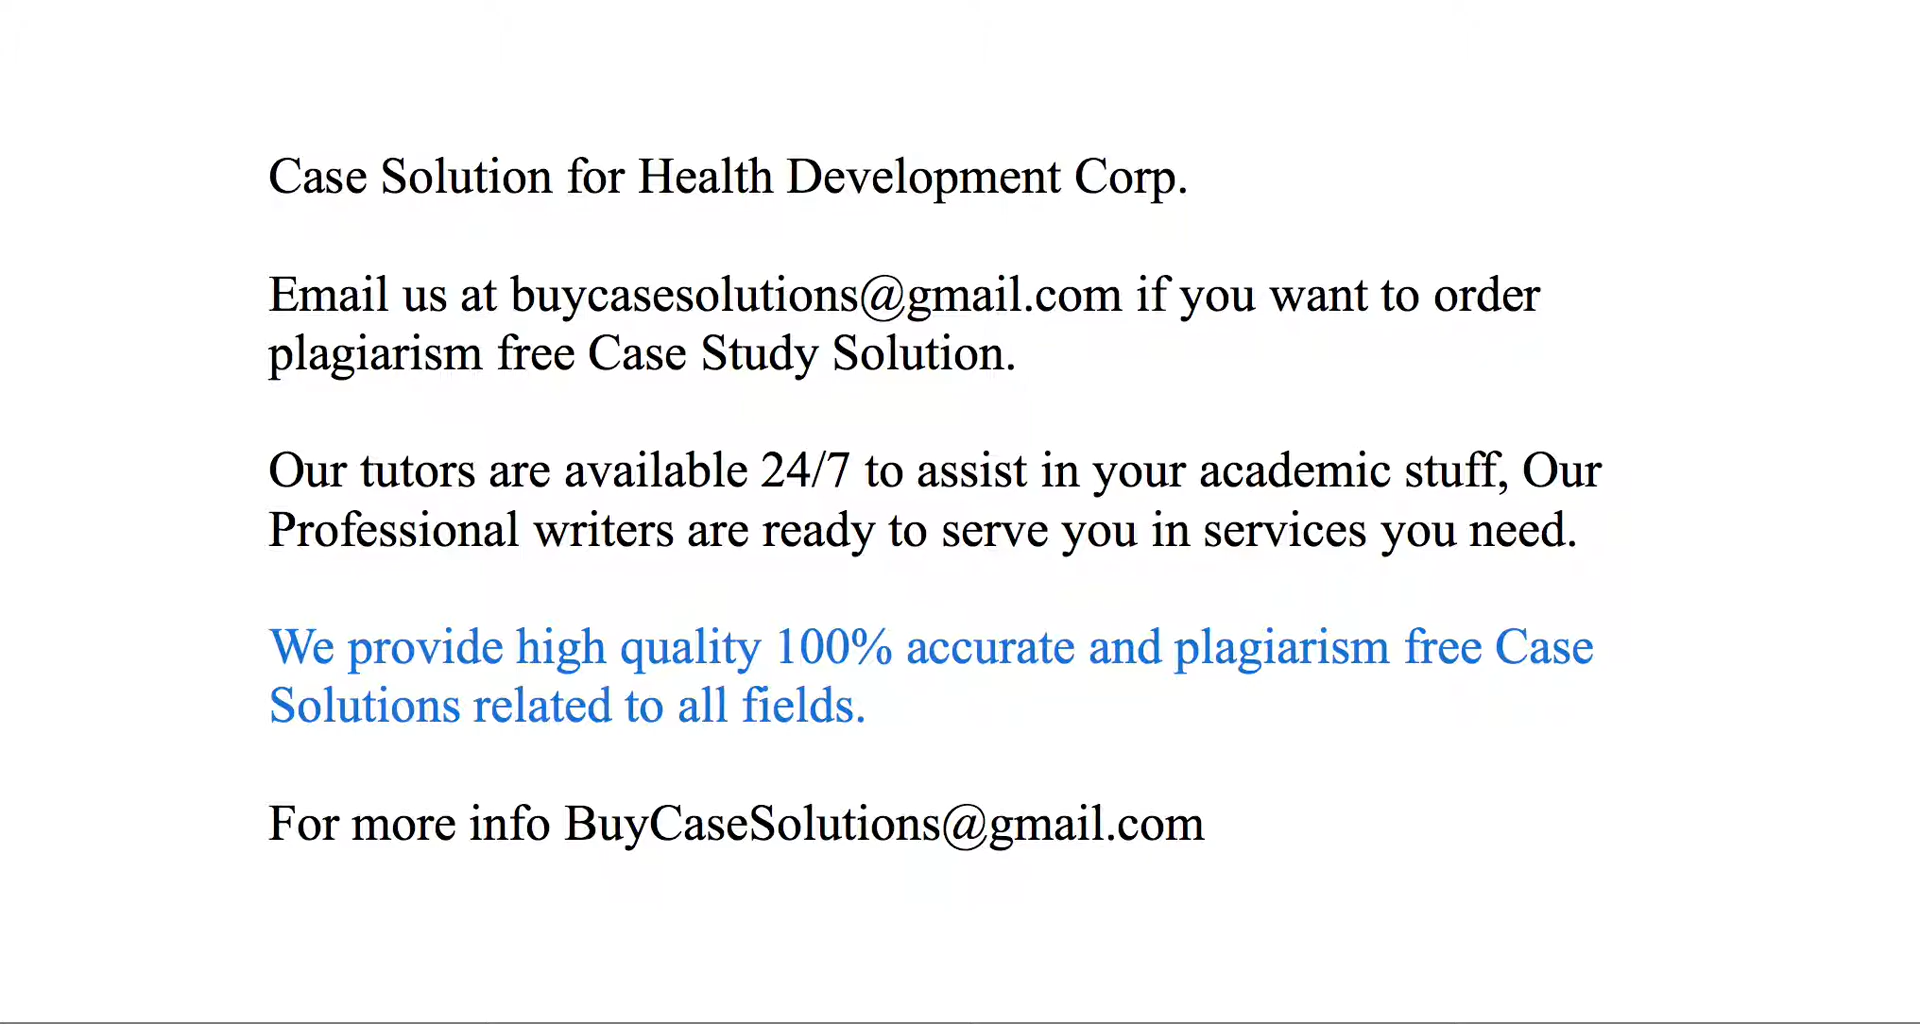 Case Solution for Health Development Corp.
Email us at buycasesolutions@gmail.com if you want to order
plagiarism free Case Study Solution.
Our tutors are available 24/7 to assist in your academic stuff, Our
Professional writers are ready to serve you in services you need.
We provide high quality 100% accurate and plagiarism free Case
Solutions related to all fields.
For more info BuyCaseSolutions@gmail.com